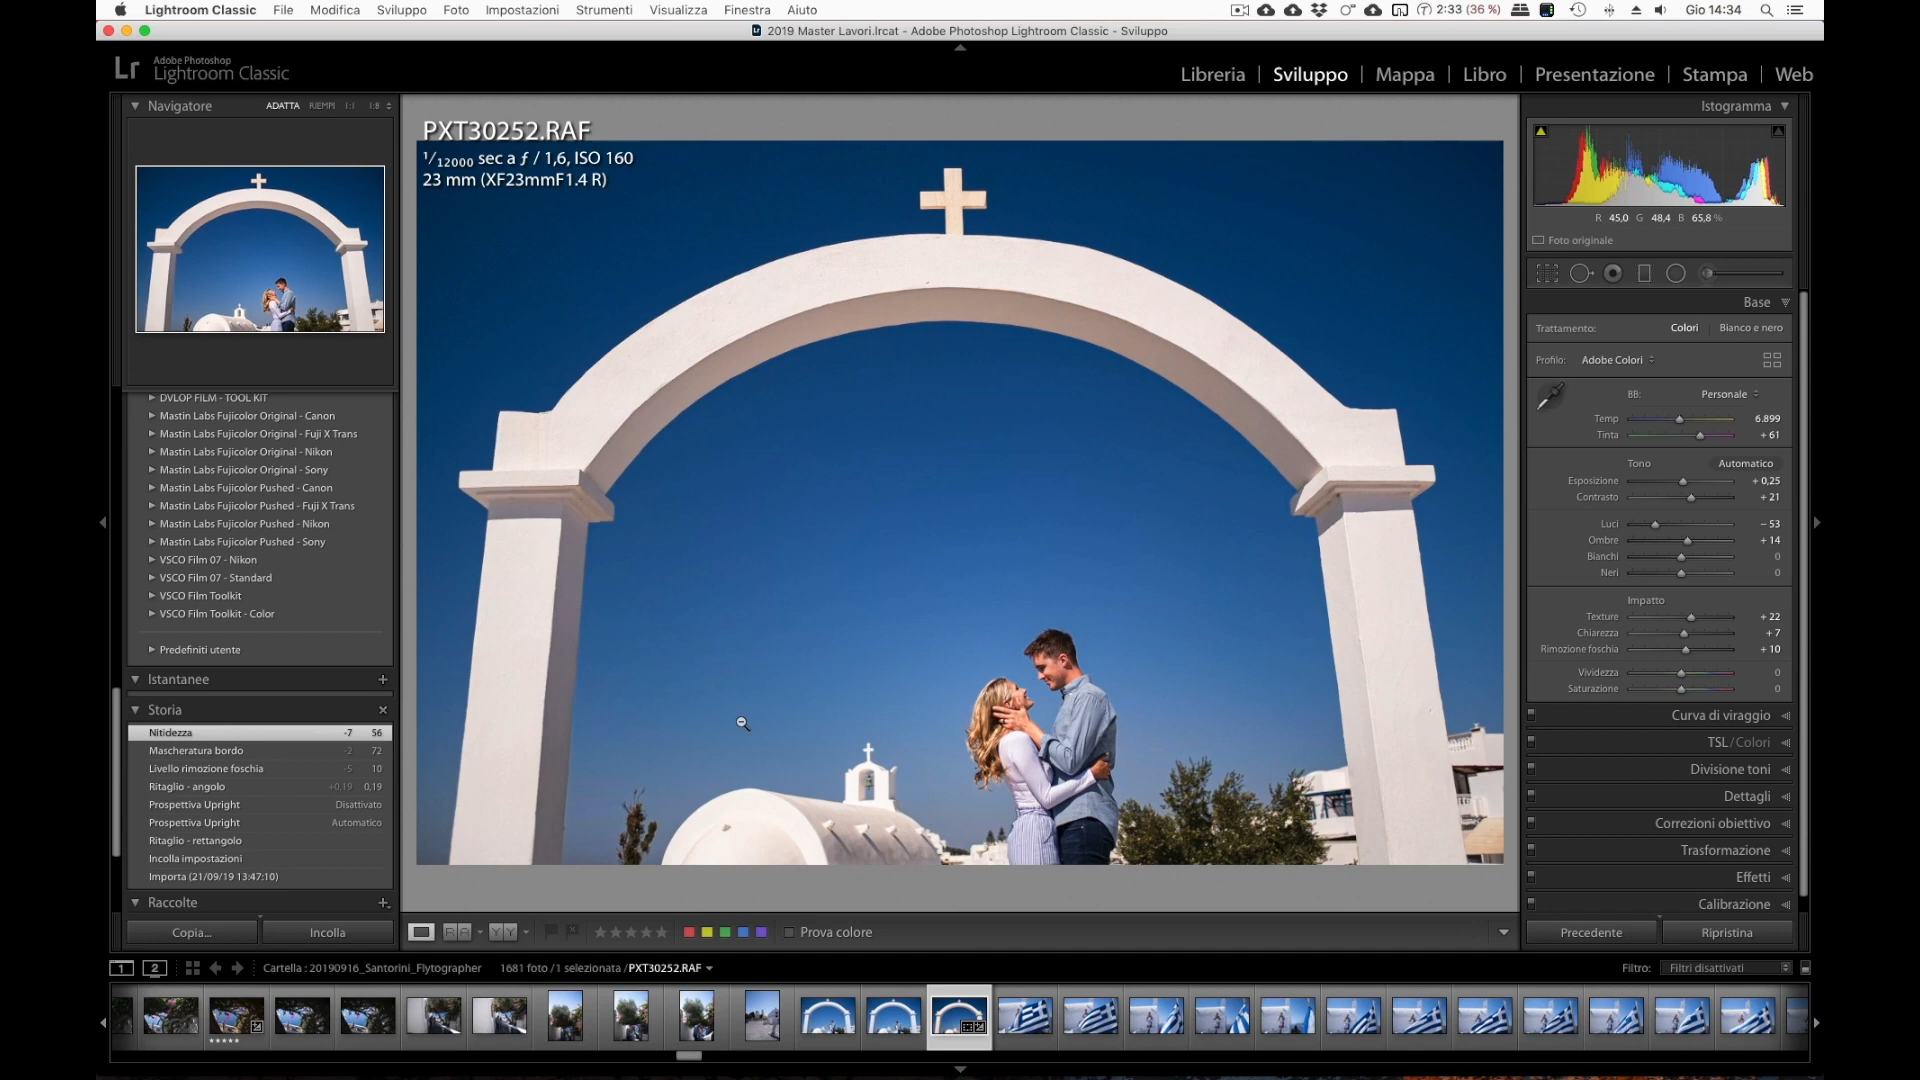 Lightroom Classic File Modifica Sviluppo Foto Impostazioni Strumenti Visualizza Finestra Aiuto 2:33 (36 %) Gio 14:34
2019 Master Lavori.lrcat - Adobe Photoshop Lightroom Classic - Sviluppo
Lr Adobe Photoshop
Lightroom Classic
Libreria | Sviluppo | Mappa | Libro | Presentazione | Stampa | Web
Navigatore ADATTA RIEMPI 1:1 1:8
DVLOP FILM - TOOL KIT
Mastin Labs Fujicolor Original - Canon
Mastin Labs Fujicolor Original - Fuji X Trans
Mastin Labs Fujicolor Original - Nikon
Mastin Labs Fujicolor Original - Sony
Mastin Labs Fujicolor Pushed - Canon
Mastin Labs Fujicolor Pushed - Fuji X Trans
Mastin Labs Fujicolor Pushed - Nikon
Mastin Labs Fujicolor Pushed - Sony
VSCO Film 07 - Nikon
VSCO Film 07 - Standard
VSCO Film Toolkit
VSCO Film Toolkit - Color
Predefiniti utente
Istantanee +
Storia ×
Nitidezza -7 56
Mascheratura bordo -2 72
Livello rimozione foschia -5 10
Ritaglio - angolo +0,19 0,19
Prospettiva Upright Disattivato
Prospettiva Upright Automatico
Ritaglio - rettangolo
Incolla impostazioni
Importa (21/09/19 13:47:10)
Raccolte +
Copia... Incolla
PXT30252.RAF
1/12000 sec a ƒ / 1,6, ISO 160
23 mm (XF23mmF1.4 R)
R A Y Y Prova colore
Istogramma
R 45,0 G 48,4 B 65,8 %
Foto originale
Base
Trattamento: Colori | Bianco e nero
Profilo: Adobe Colori
BB: Personale
Temp 6.899
Tinta + 61
Tono Automatico
Esposizione + 0,25
Contrasto + 21
Luci − 53
Ombre + 14
Bianchi 0
Neri 0
Impatto
Texture + 22
Chiarezza + 7
Rimozione foschia + 10
Vividezza 0
Saturazione 0
Curva di viraggio
TSL / Colori
Divisione toni
Dettagli
Correzioni obiettivo
Trasformazione
Effetti
Calibrazione
Precedente Ripristina
1 2 Cartella : 20190916_Santorini_Flytographer 1681 foto / 1 selezionata / PXT30252.RAF Filtro: Filtri disattivati